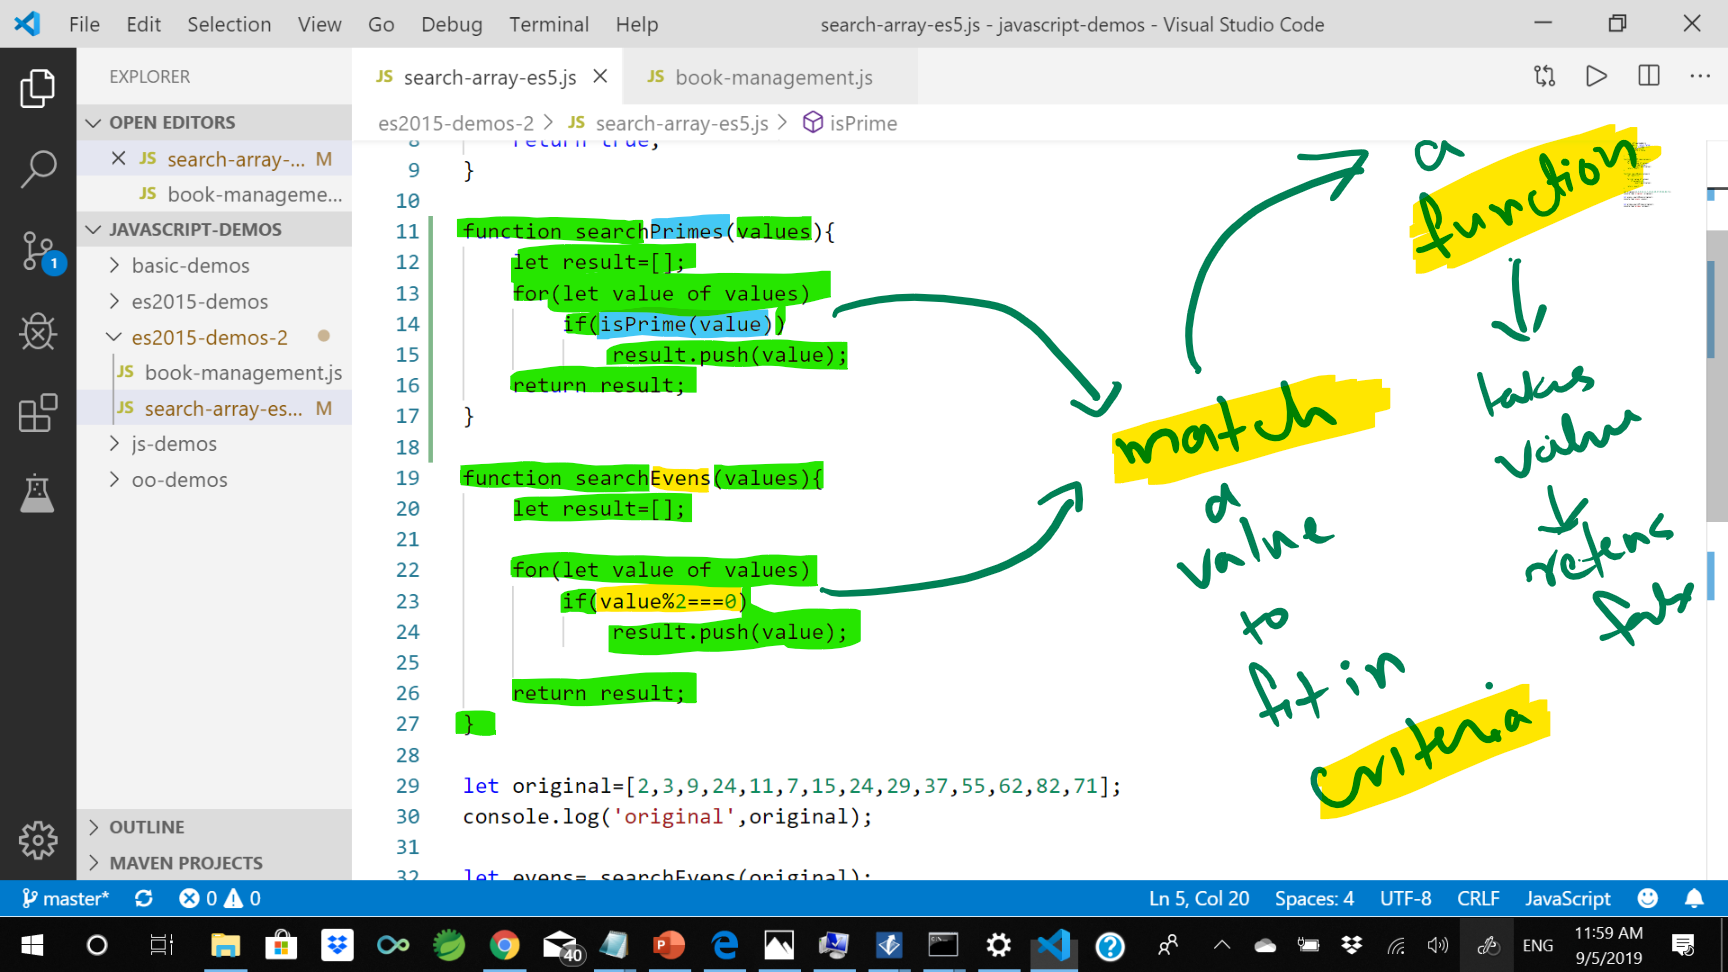 File Edit Selection View Go Debug Terminal Help search-array-es5.js - javascript-demos - Visual Studio Code
EXPLORER
OPEN EDITORS
JS search-array-... M
JS book-manageme...
JAVASCRIPT-DEMOS
basic-demos
es2015-demos
es2015-demos-2
JS book-management.js
JS search-array-es... M
js-demos
oo-demos
OUTLINE
MAVEN PROJECTS
1
JS search-array-es5.js JS book-management.js
es2015-demos-2 > JS search-array-es5.js > isPrime
8 return true;
9 }
10
11 function searchPrimes(values){
12 let result=[];
13 for(let value of values)
14 if(isPrime(value))
15 result.push(value);
16 return result;
17 }
18
19 function searchEvens(values){
20 let result=[];
21
22 for(let value of values)
23 if(value%2===0)
24 result.push(value);
25
26 return result;
27 }
28
29 let original=[2,3,9,24,11,7,15,24,29,37,55,62,82,71];
30 console.log('original',original);
31
32 let evens= searchEvens(original);
match
a
value
to
fit in
criteria
a
function
takes
value
master* 0 0 Ln 5, Col 20 Spaces: 4 UTF-8 CRLF JavaScript
40 ENG 11:59 AM
9/5/2019